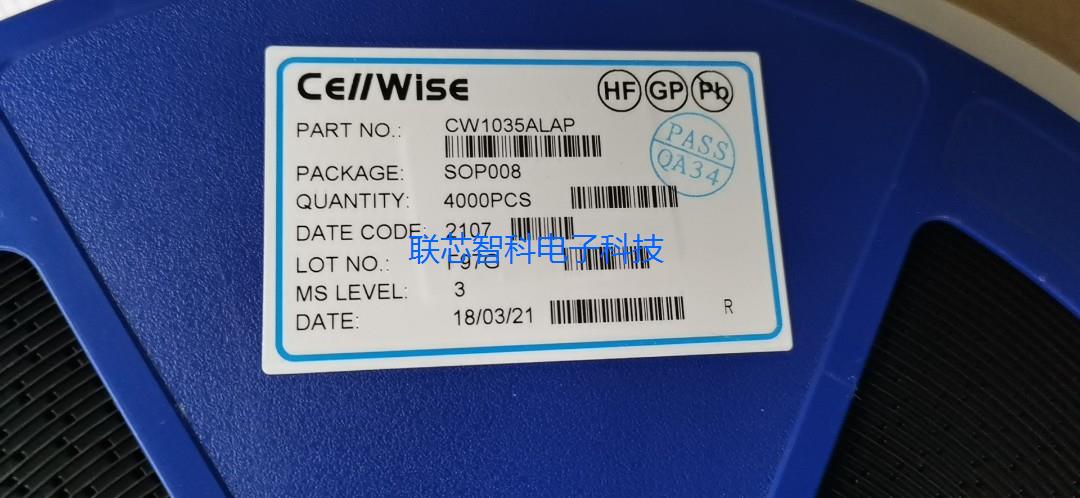 CellWise
HF GP Pb
PART NO.: CW1035ALAP
PASS
QA34
PACKAGE: SOP008
QUANTITY: 4000PCS
DATE CODE: 2107
联芯智科电子科技
LOT NO.: F97G
MS LEVEL: 3
DATE: 18/03/21
R